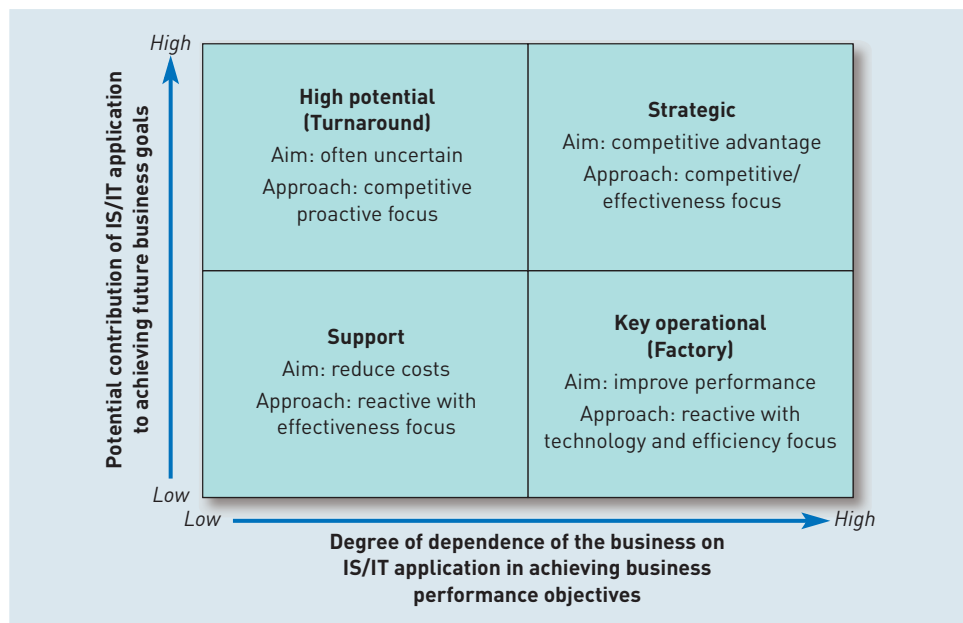 High
Potential contribution of IS/IT application
to achieving future business goals
High potential
(Turnaround)
Aim: often uncertain
Approach: competitive
proactive focus
Strategic
Aim: competitive advantage
Approach: competitive/
effectiveness focus
Support
Aim: reduce costs
Approach: reactive with
effectiveness focus
Key operational
(Factory)
Aim: improve performance
Approach: reactive with
technology and efficiency focus
Low
Low
High
Degree of dependence of the business on
IS/IT application in achieving business
performance objectives